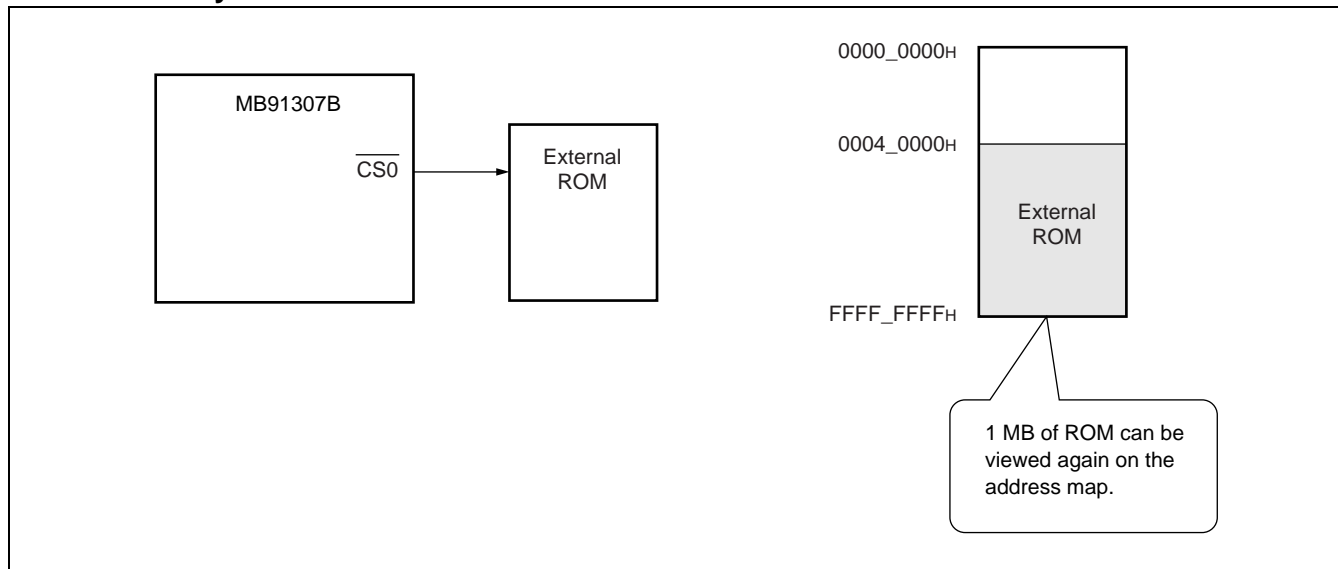 MB91307B
CS0
External
ROM
0000_0000H
0004_0000H
External
ROM
FFFF_FFFFH
1 MB of ROM can be
viewed again on the
address map.